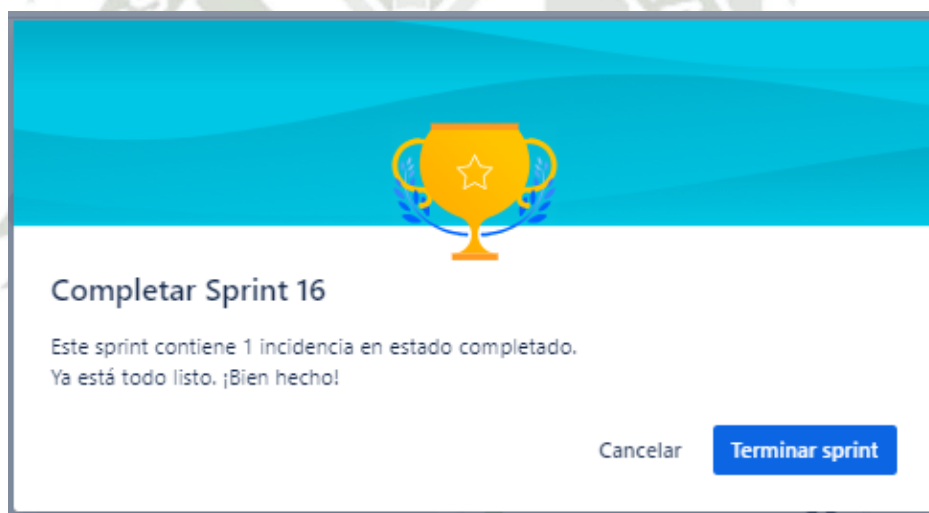 Completar Sprint 16
Este sprint contiene 1 incidencia en estado completado.
Ya está todo listo. ¡Bien hecho!
Cancelar
Terminar sprint